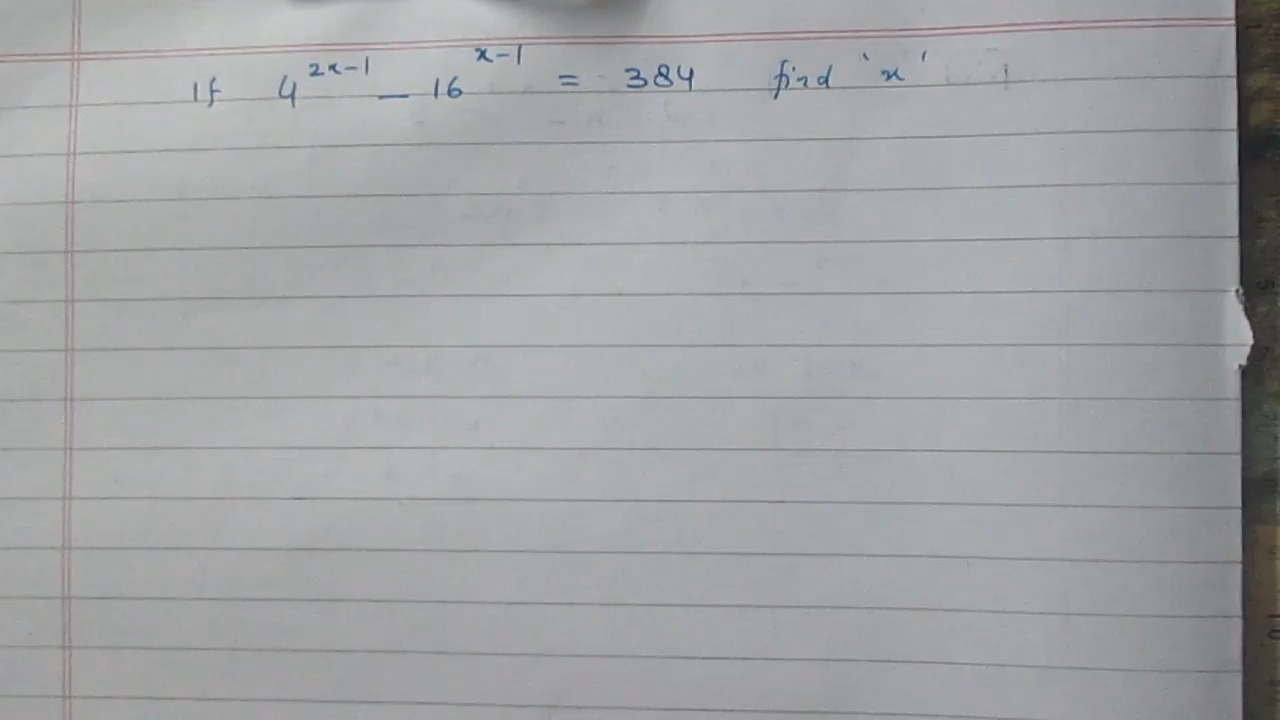 If 4^{2x-1} - 16^{x-1} = 384 find 'x'